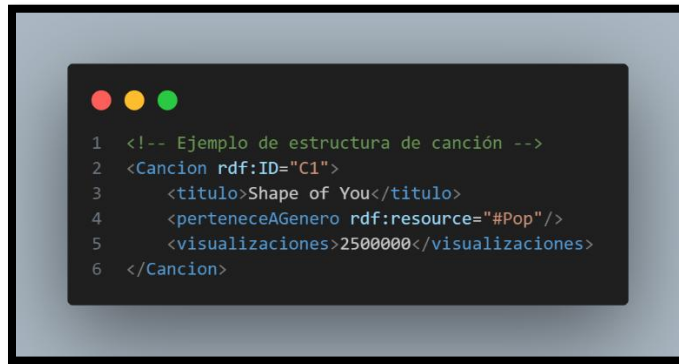 1 <!-- Ejemplo de estructura de canción -->
2 <Cancion rdf:ID="C1">
3     <titulo>Shape of You</titulo>
4     <perteneceAGenero rdf:resource="#Pop"/>
5     <visualizaciones>2500000</visualizaciones>
6 </Cancion>